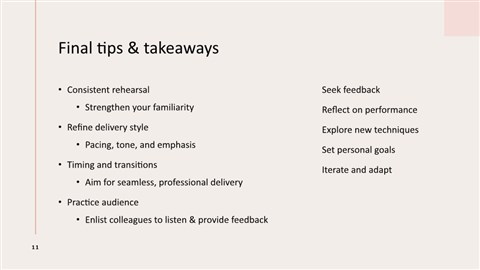 Final tips & takeaways
• Consistent rehearsal
• Strengthen your familiarity
• Refine delivery style
• Pacing, tone, and emphasis
• Timing and transitions
• Aim for seamless, professional delivery
• Practice audience
• Enlist colleagues to listen & provide feedback
Seek feedback
Reflect on performance
Explore new techniques
Set personal goals
Iterate and adapt
11